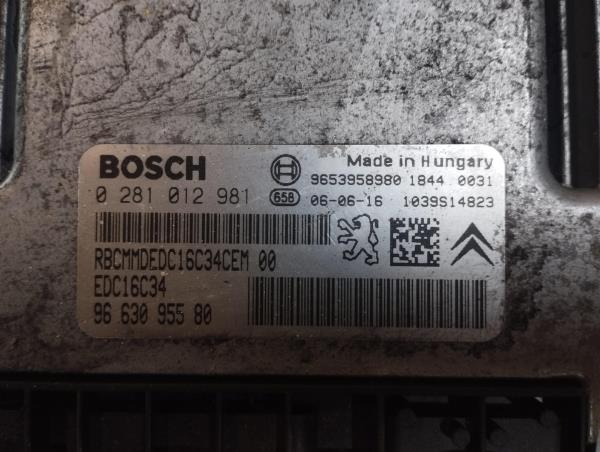 BOSCH
Made in Hungary
0 281 012 981
9653958980 1844 0031
658 06-06-16 1039S14823
RBCMMDEDC16C34CEM 00
EDC16C34
96 630 955 80